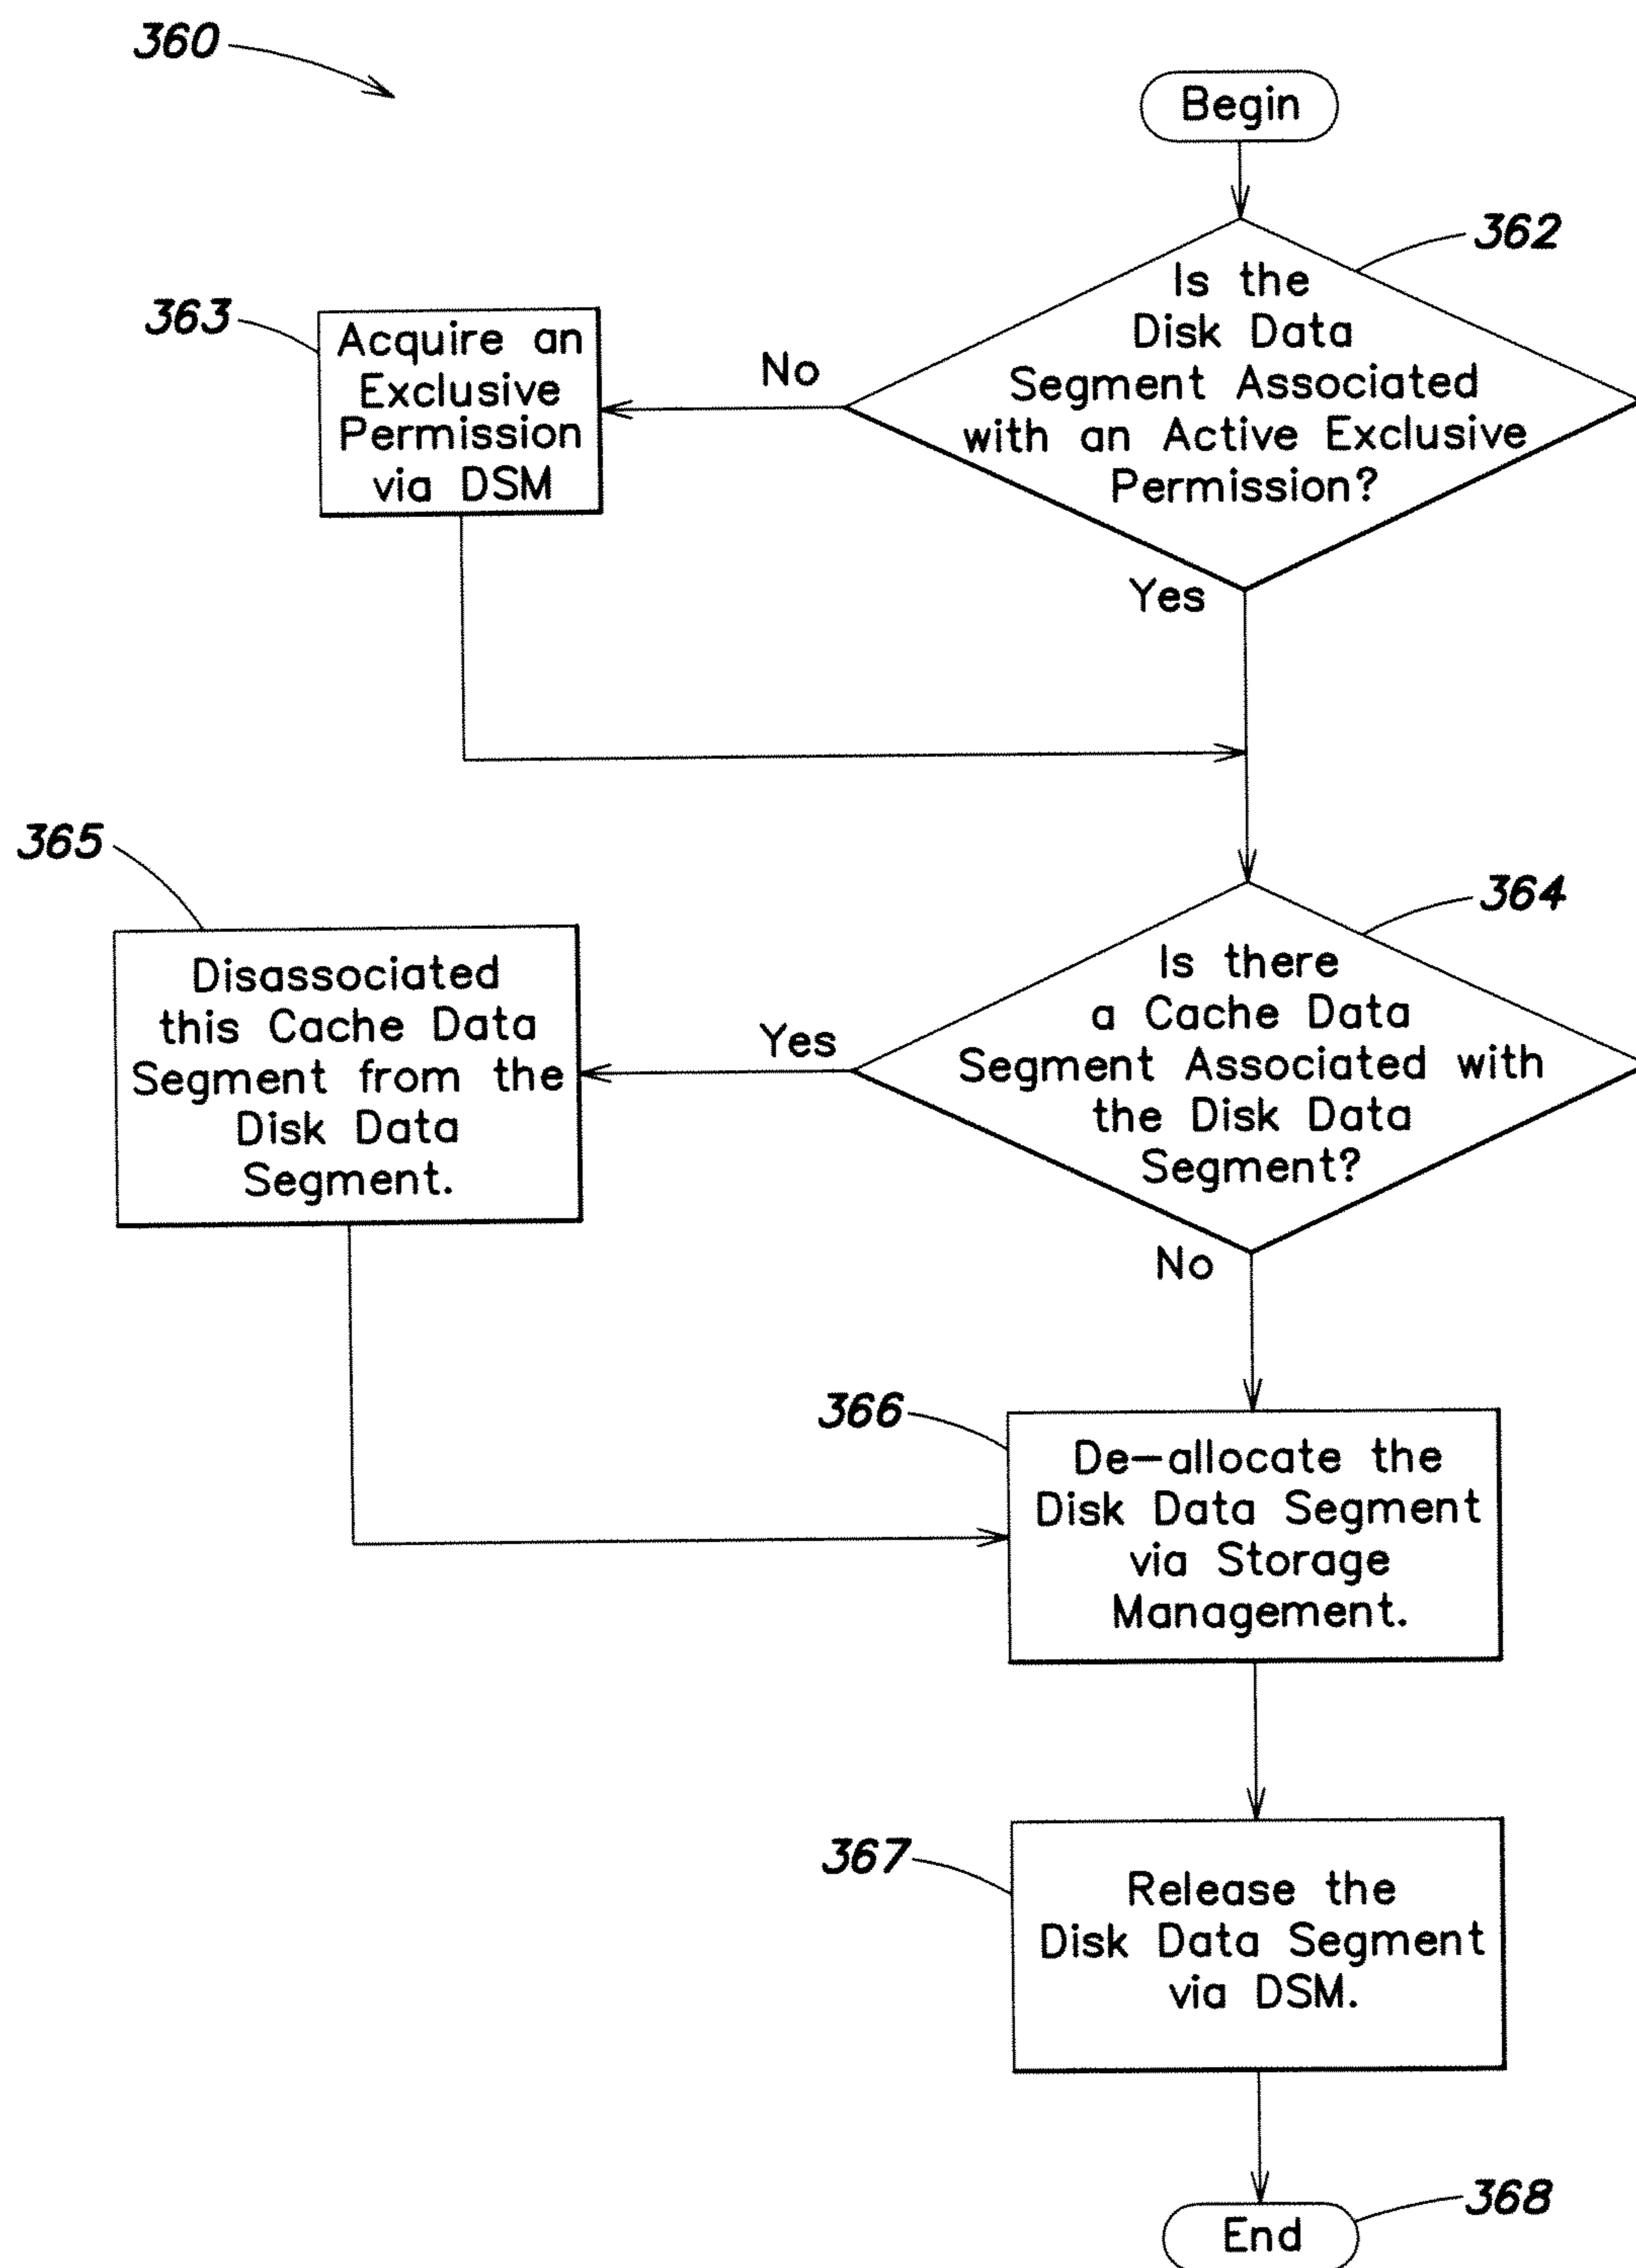 360
Begin
362
Is the
Disk Data
Segment Associated
with an Active Exclusive
Permission?
No
363
Acquire an
Exclusive
Permission
via DSM
Yes
364
Is there
a Cache Data
Segment Associated with
the Disk Data
Segment?
Yes
365
Disassociated
this Cache Data
Segment from the
Disk Data
Segment.
No
366
De-allocate the
Disk Data Segment
via Storage
Management.
367
Release the
Disk Data Segment
via DSM.
368
End